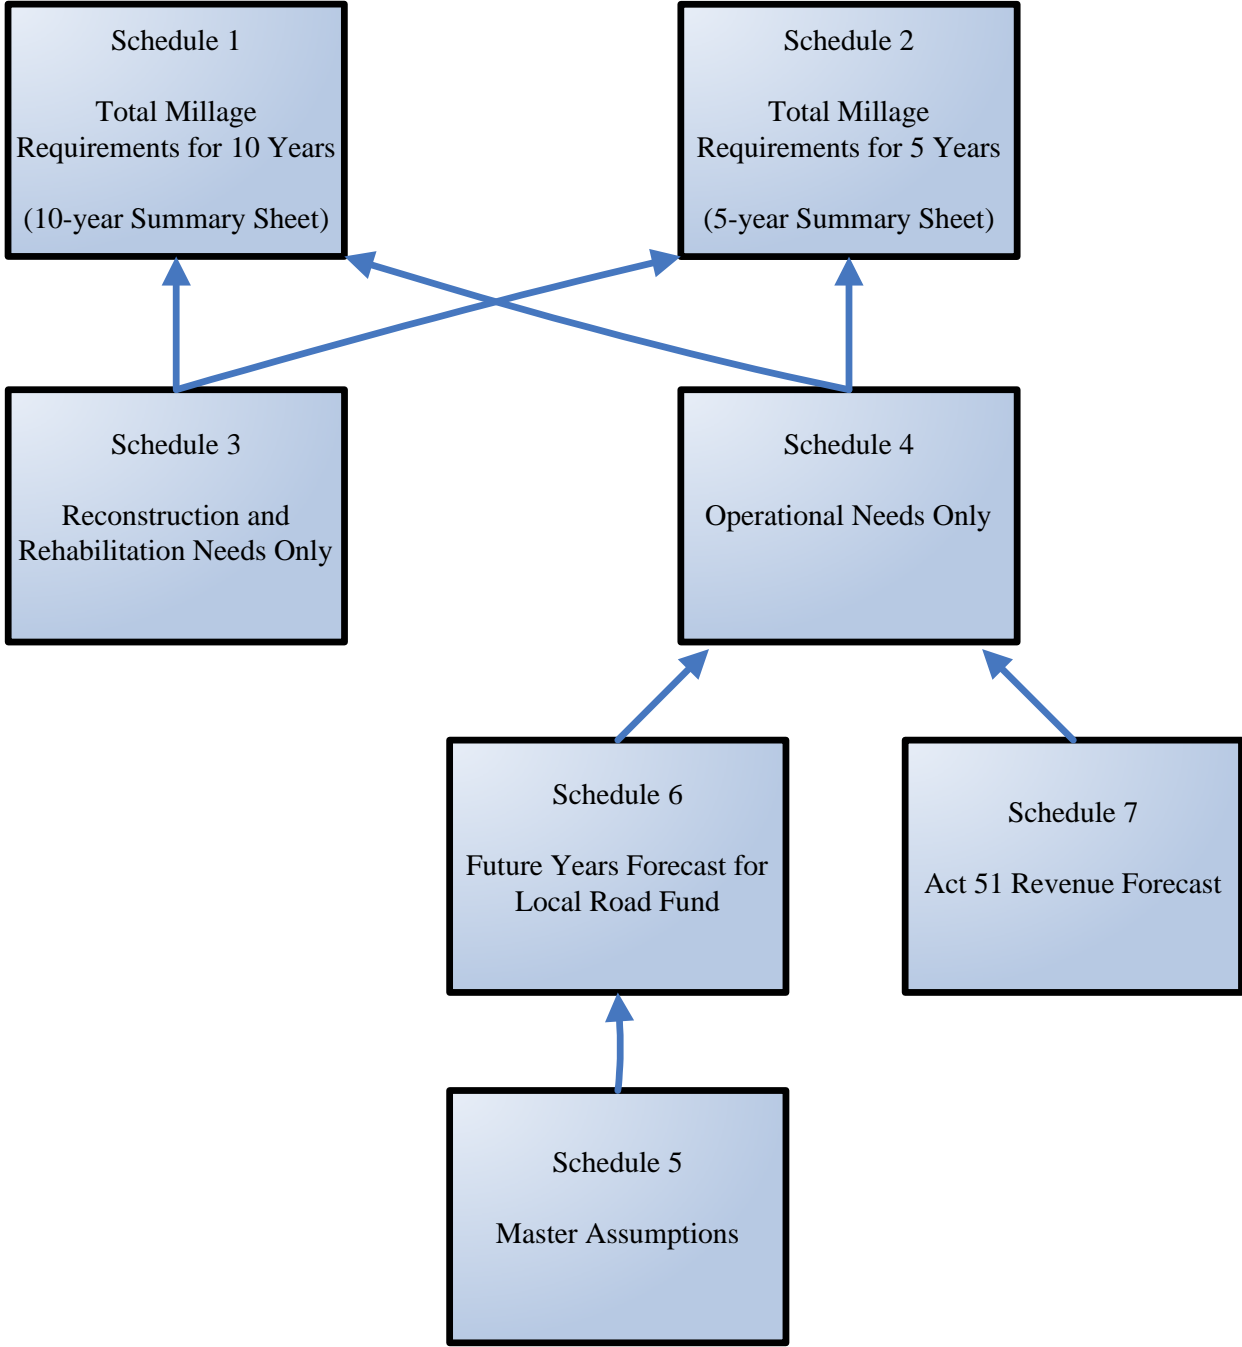 Schedule 1
Total Millage
Requirements for 10 Years
(10-year Summary Sheet)
Schedule 2
Total Millage
Requirements for 5 Years
(5-year Summary Sheet)
Schedule 3
Reconstruction and
Rehabilitation Needs Only
Schedule 4
Operational Needs Only
Schedule 6
Future Years Forecast for
Local Road Fund
Schedule 7
Act 51 Revenue Forecast
Schedule 5
Master Assumptions